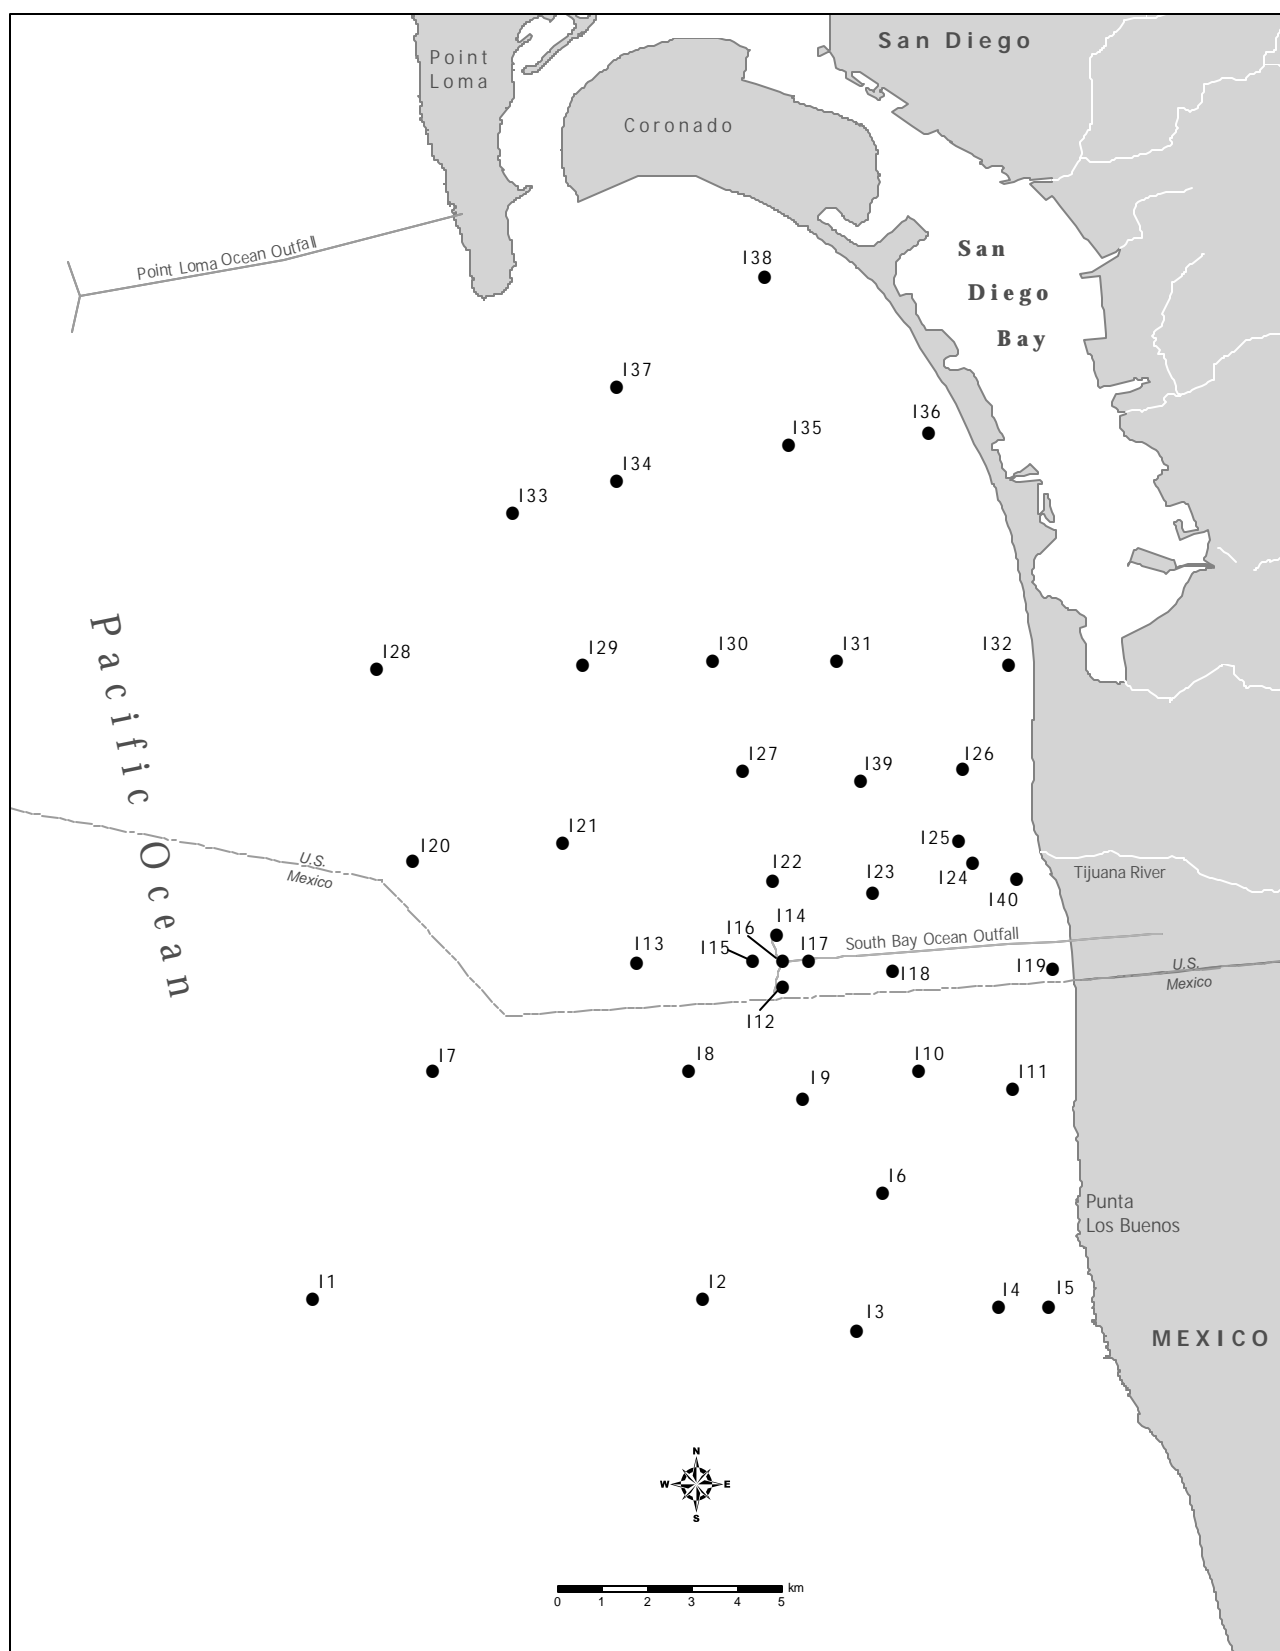 San Diego
Point
Loma
Coronado
San
Diego
Bay
Point Loma Ocean Outfall
I38
I37
I36
I35
I34
I33
Pacific Ocean
I28
I29
I30
I31
I32
I27
I39
I26
I21
I20
I25
I22
I23
I24
I40
Tijuana River
U.S.
Mexico
I14
I16
I13
I15
I17
South Bay Ocean Outfall
I18
I19
U.S.
Mexico
I12
I7
I8
I9
I10
I11
I6
Punta
Los Buenos
I1
I2
I3
I4
I5
MEXICO
N
W E
S
km
0 1 2 3 4 5